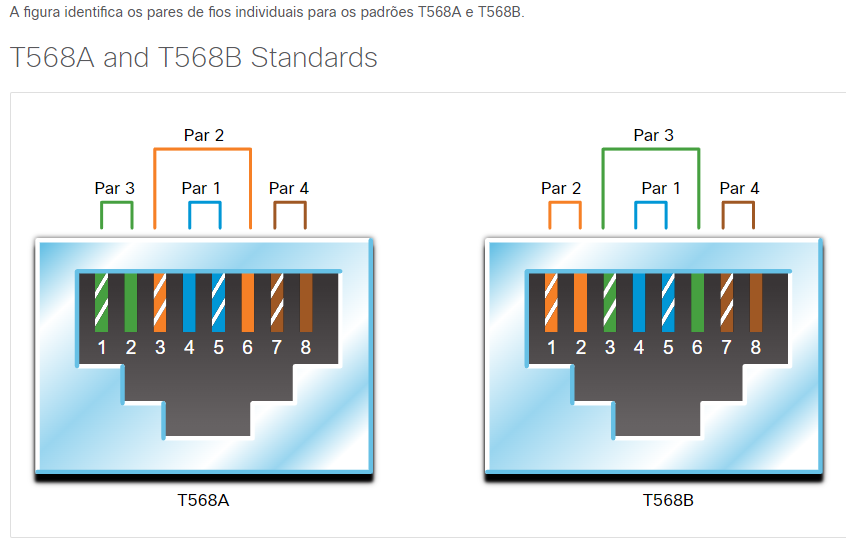 A figura identifica os pares de fios individuais para os padrões T568A e T568B.
T568A and T568B Standards
Par 2
Par 3
Par 3 Par 1 Par 4
Par 2 Par 1 Par 4
1 2 3 4 5 6 7 8
1 2 3 4 5 6 7 8
T568A
T568B